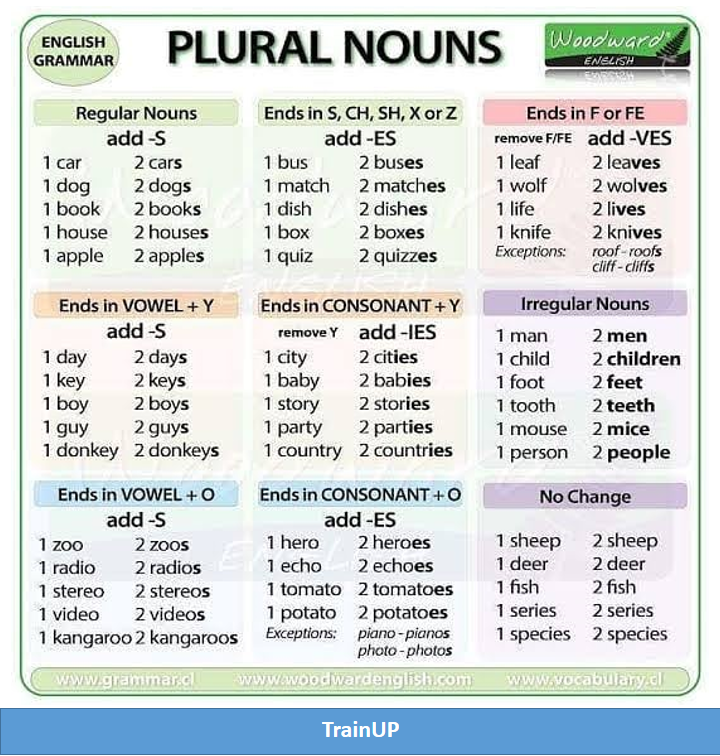 ENGLISH
GRAMMAR
PLURAL NOUNS
Woodward®
ENGLISH
Regular Nouns
add -S
1 car 2 cars
1 dog 2 dogs
1 book 2 books
1 house 2 houses
1 apple 2 apples
Ends in S, CH, SH, X or Z
add -ES
1 bus 2 buses
1 match 2 matches
1 dish 2 dishes
1 box 2 boxes
1 quiz 2 quizzes
Ends in F or FE
remove F/FE add -VES
1 leaf 2 leaves
1 wolf 2 wolves
1 life 2 lives
1 knife 2 knives
Exceptions: roof - roofs
cliff - cliffs
Ends in VOWEL + Y
add -S
1 day 2 days
1 key 2 keys
1 boy 2 boys
1 guy 2 guys
1 donkey 2 donkeys
Ends in CONSONANT + Y
remove Y add -IES
1 city 2 cities
1 baby 2 babies
1 story 2 stories
1 party 2 parties
1 country 2 countries
Irregular Nouns
1 man 2 men
1 child 2 children
1 foot 2 feet
1 tooth 2 teeth
1 mouse 2 mice
1 person 2 people
Ends in VOWEL + O
add -S
1 zoo 2 zoos
1 radio 2 radios
1 stereo 2 stereos
1 video 2 videos
1 kangaroo 2 kangaroos
Ends in CONSONANT + O
add -ES
1 hero 2 heroes
1 echo 2 echoes
1 tomato 2 tomatoes
1 potato 2 potatoes
Exceptions: piano - pianos
photo - photos
No Change
1 sheep 2 sheep
1 deer 2 deer
1 fish 2 fish
1 series 2 series
1 species 2 species
www.grammar.cl www.woodwardenglish.com www.vocabulary.cl
TrainUP